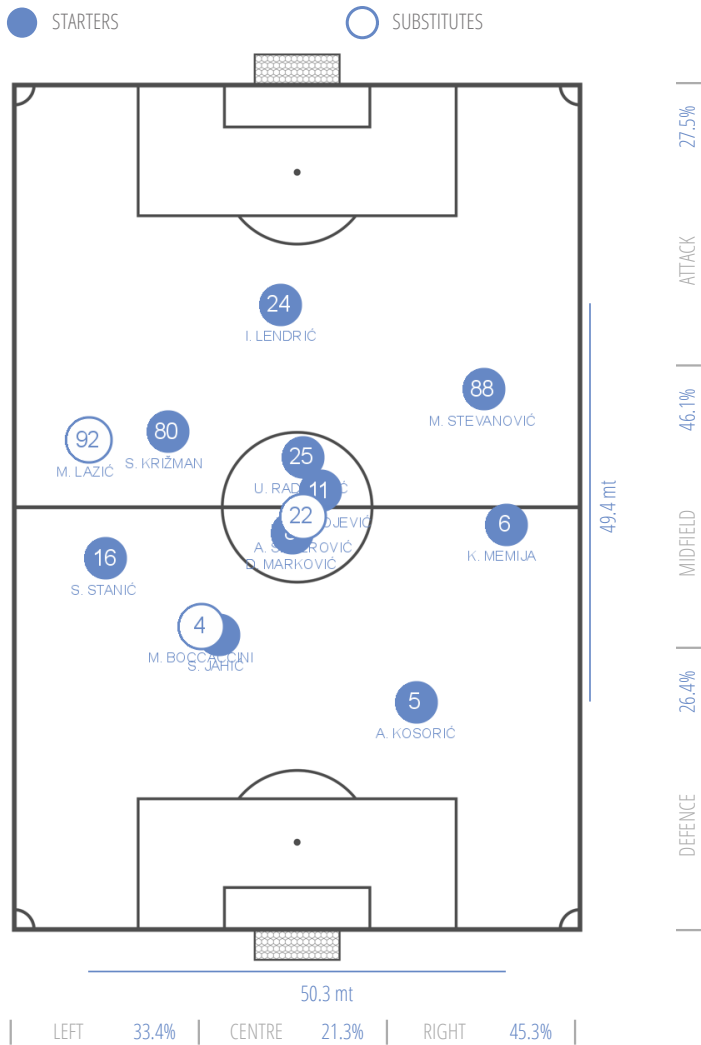 STARTERS SUBSTITUTES
27.5%
ATTACK
24
I. LENDRIĆ
88
M. STEVANOVIĆ
46.1%
92
M. LAZIĆ
80
S. KRIŽMAN
25
11
22
6
K. MEMIJA
49.4 mt
MIDFIELD
D. MARKOVIĆ
16
S. STANIĆ
4
M. BOCCACCINI
S. JAHIĆ
5
A. KOSORIĆ
26.4%
DEFENCE
50.3 mt
LEFT 33.4% CENTRE 21.3% RIGHT 45.3%